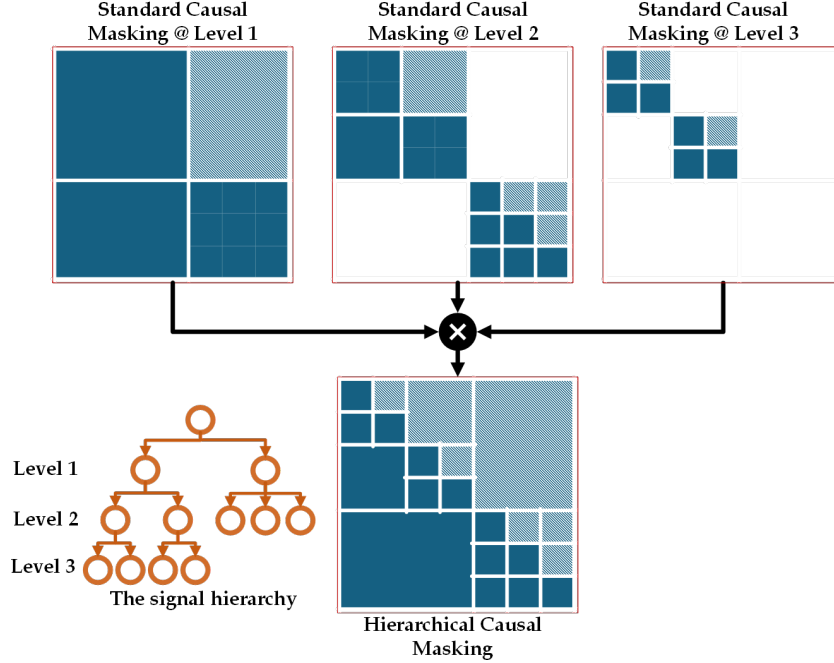 Standard Causal
Masking @ Level 1
Standard Causal
Masking @ Level 2
Standard Causal
Masking @ Level 3
Level 1
Level 2
Level 3
The signal hierarchy
Hierarchical Causal
Masking